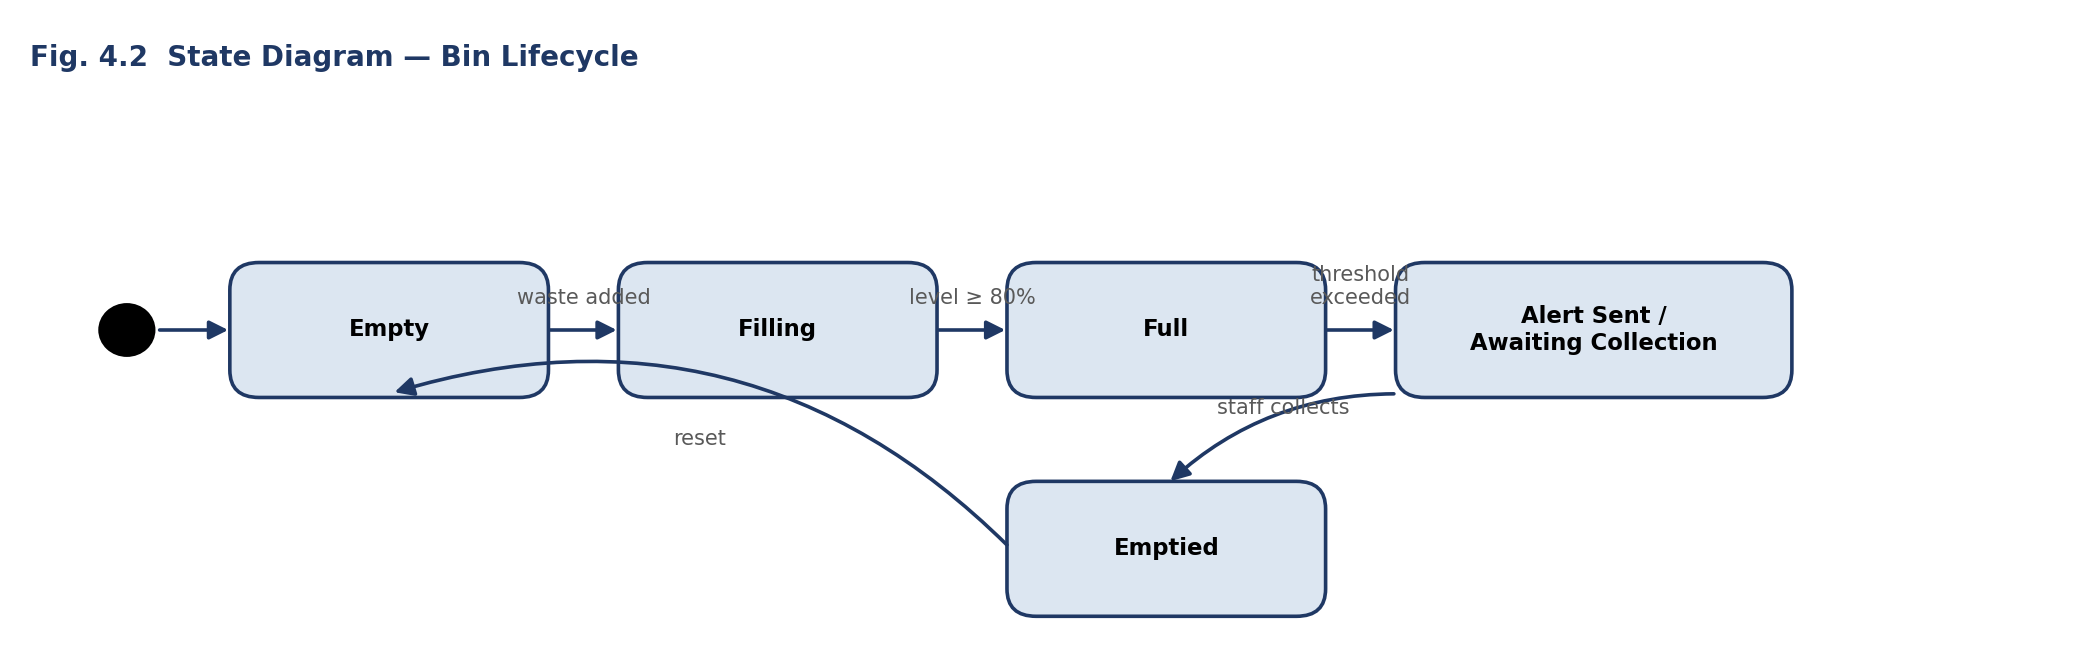 Fig. 4.2  State Diagram — Bin Lifecycle
Empty
waste added
Filling
level ≥ 80%
Full
threshold
exceeded
Alert Sent /
Awaiting Collection
staff collects
reset
Emptied